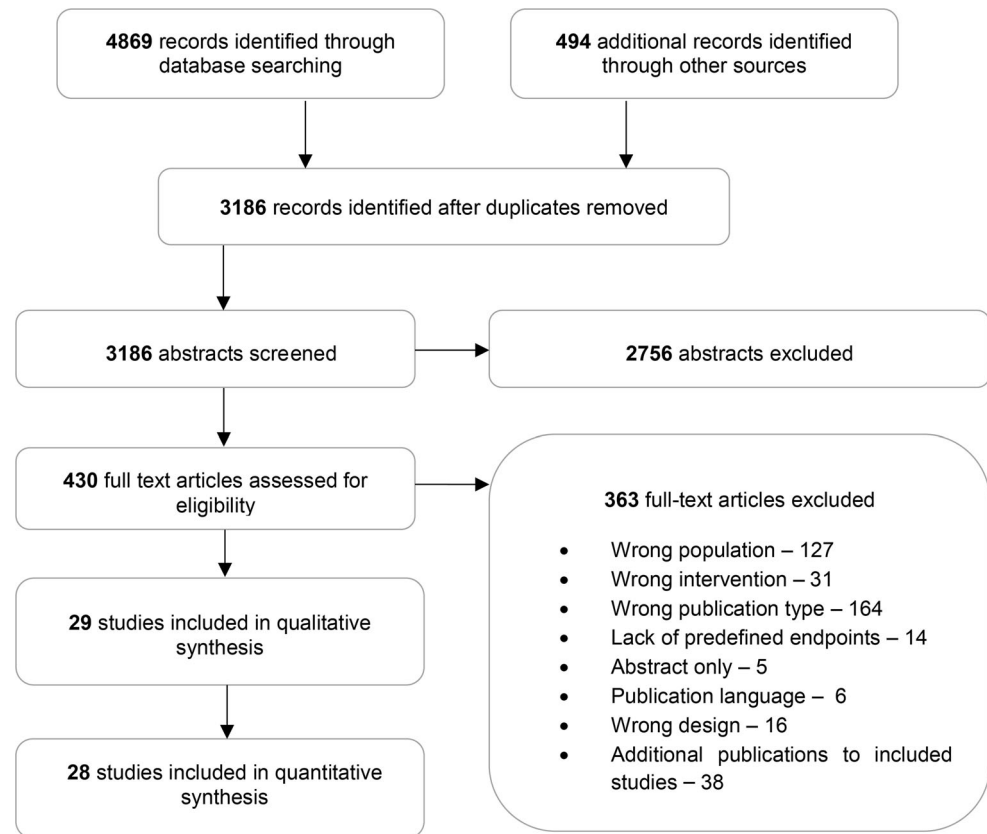 4869 records identified through
database searching
494 additional records identified
through other sources
3186 records identified after duplicates removed
3186 abstracts screened
2756 abstracts excluded
430 full text articles assessed for
eligibility
363 full-text articles excluded
• Wrong population – 127
• Wrong intervention – 31
• Wrong publication type – 164
• Lack of predefined endpoints – 14
• Abstract only – 5
• Publication language – 6
• Wrong design – 16
• Additional publications to included
studies – 38
29 studies included in qualitative
synthesis
28 studies included in quantitative
synthesis